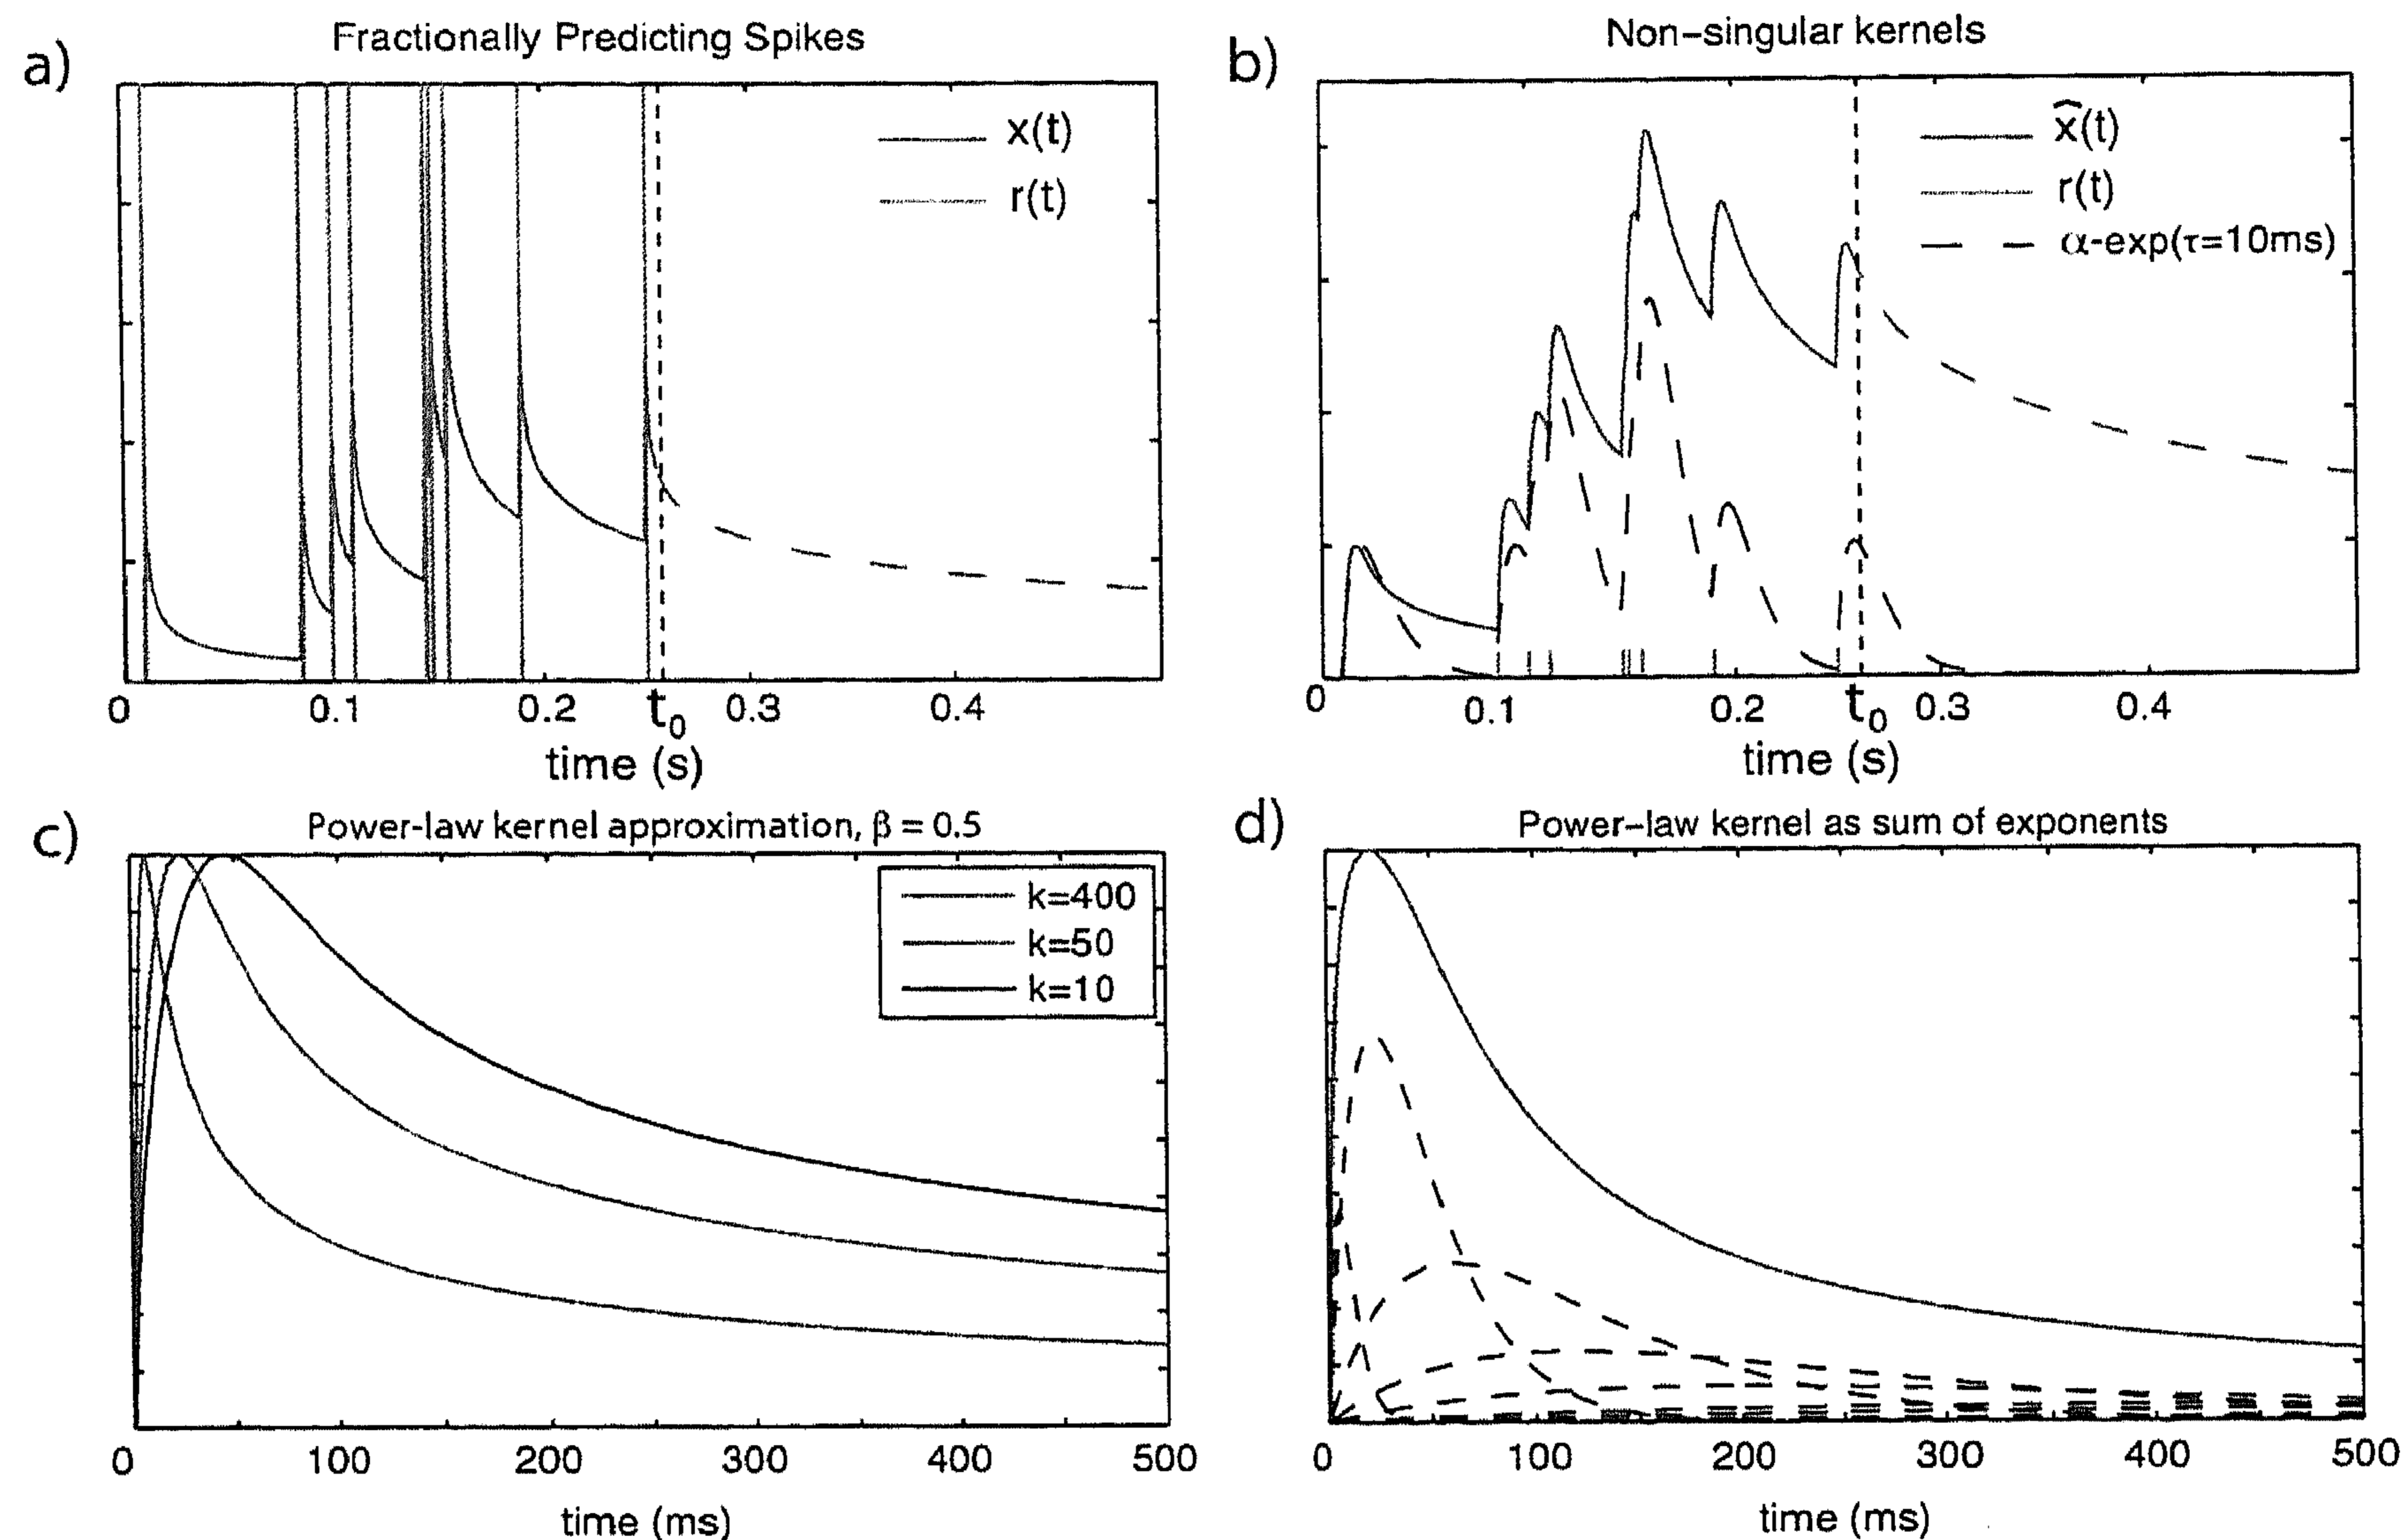 a)
Fractionally Predicting Spikes
x(t)
r(t)
0
0.1
0.2
t0
0.3
0.4
time (s)
b)
Non-singular kernels
x̂(t)
r(t)
α-exp(τ=10ms)
0
0.1
0.2
t0
0.3
0.4
time (s)
c)
Power-law kernel approximation, β = 0.5
k=400
k=50
k=10
0
100
200
300
400
500
time (ms)
d)
Power-law kernel as sum of exponents
0
100
200
300
400
500
time (ms)